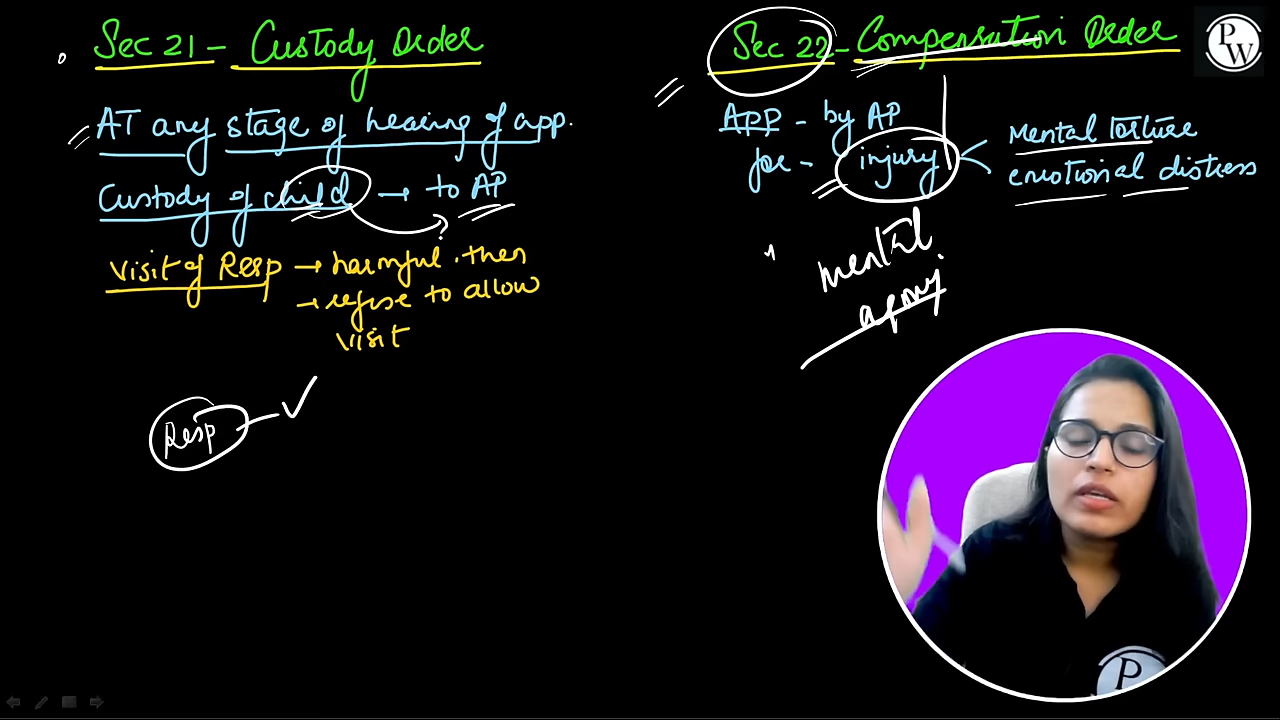 Sec 21 - Custody Order
AT any stage of hearing of app.
Custody of child → to AP
?
Visit of Resp → harmful. then
→ refuse to allow
visit
Resp
Sec 22 - Compensation Order
APP - by AP
for - injury
Mental Torture
emotional distress
mental
agony
PW
P